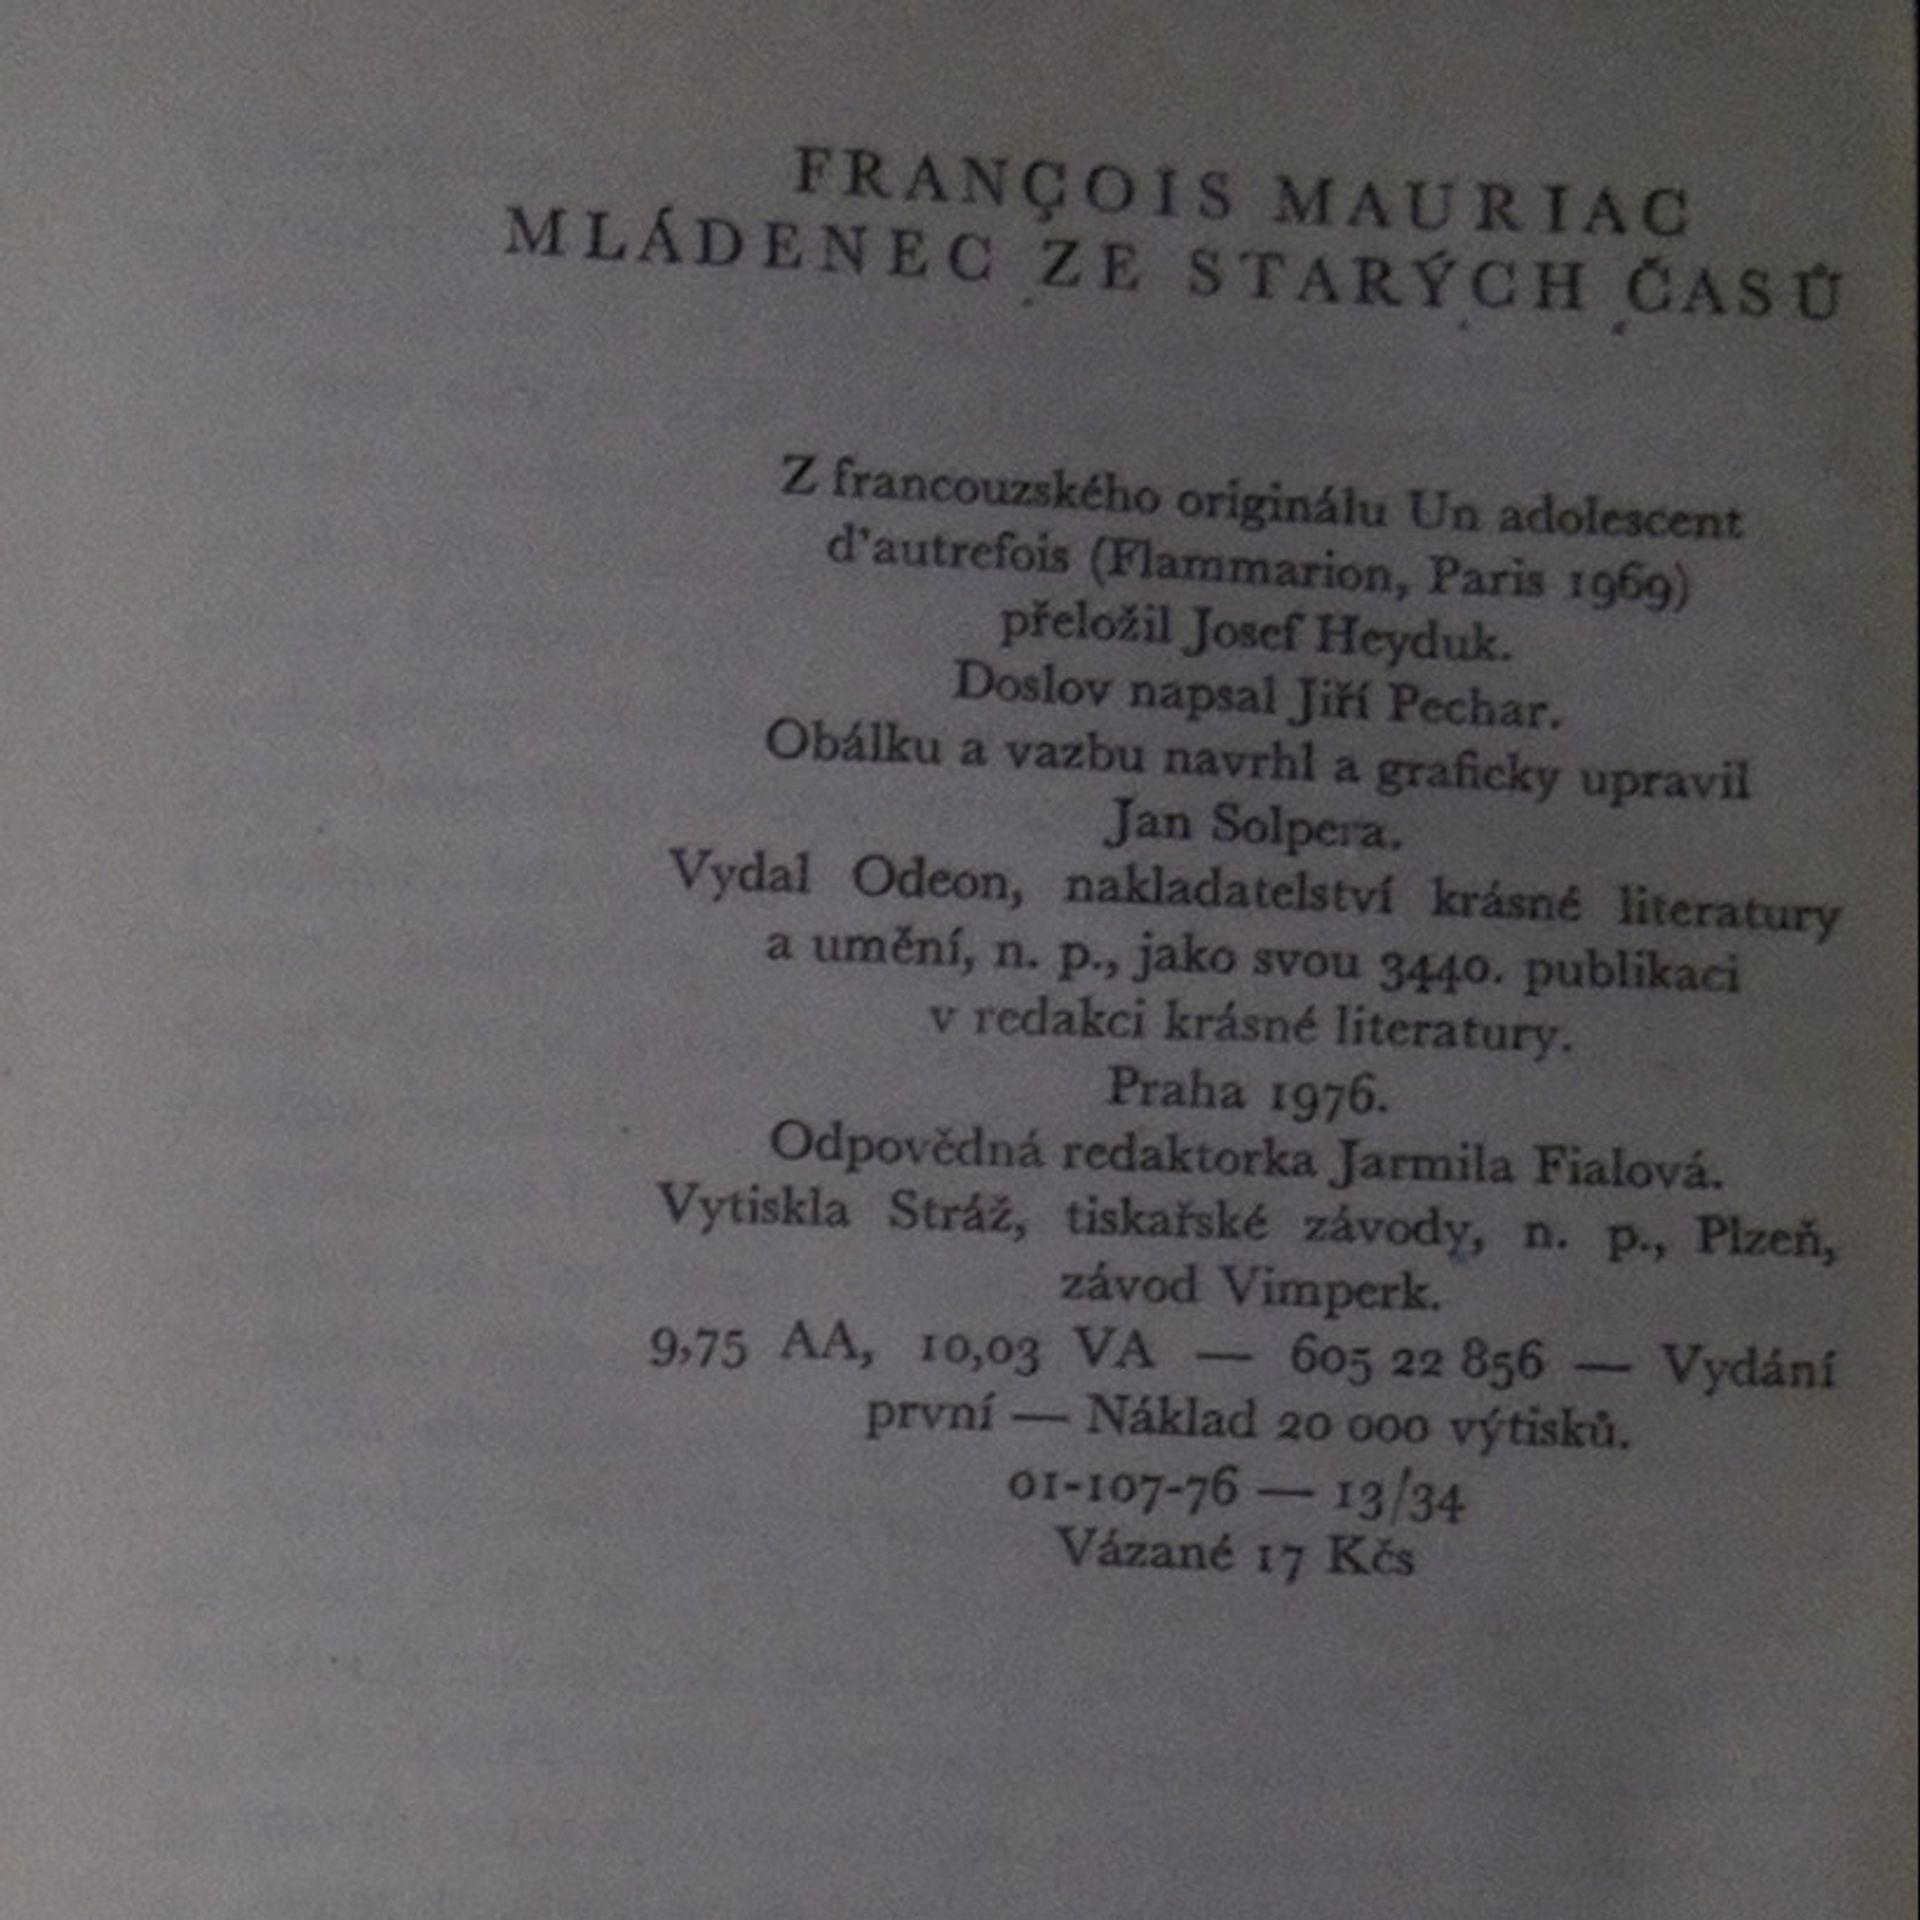 FRANÇOIS MAURIAC
MLÁDENEC ZE STARÝCH ČASŮ
Z francouzského originálu Un adolescent
d'autrefois (Flammarion, Paris 1969)
přeložil Josef Heyduk.
Doslov napsal Jiří Pechar.
Obálku a vazbu navrhl a graficky upravil
Jan Solpera.
Vydal Odeon, nakladatelství krásné literatury
a umění, n. p., jako svou 3440. publikaci
v redakci krásné literatury.
Praha 1976.
Odpovědná redaktorka Jarmila Fialová.
Vytiskla Stráž, tiskařské závody, n. p., Plzeň,
závod Vimperk.
9,75 AA, 10,03 VA — 605 22 856 — Vydání
první — Náklad 20 000 výtisků.
01-107-76 — 13/34
Vázané 17 Kčs